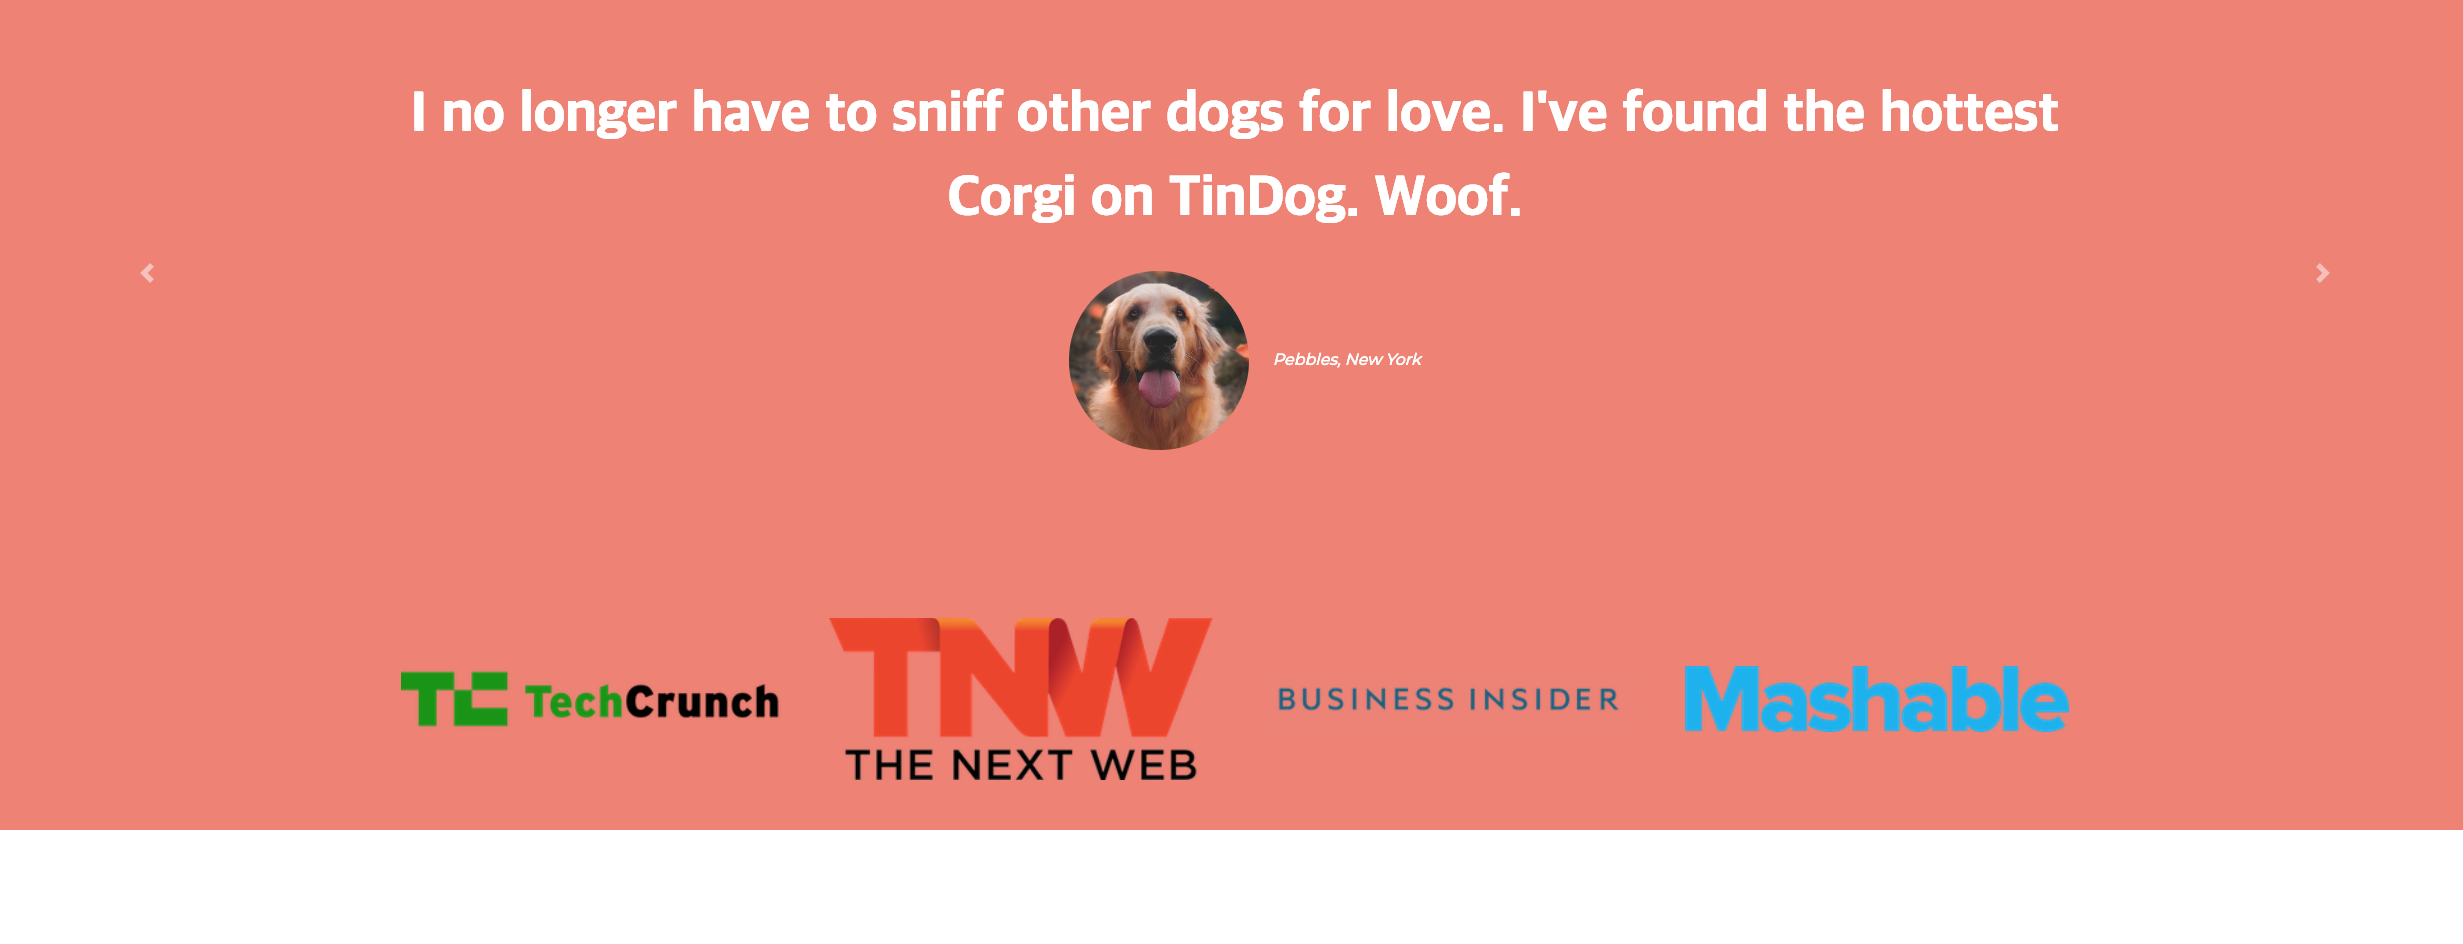 I no longer have to sniff other dogs for love. I've found the hottest
Corgi on TinDog. Woof.
Pebbles, New York
TC TechCrunch
TNW
THE NEXT WEB
BUSINESS INSIDER
Mashable